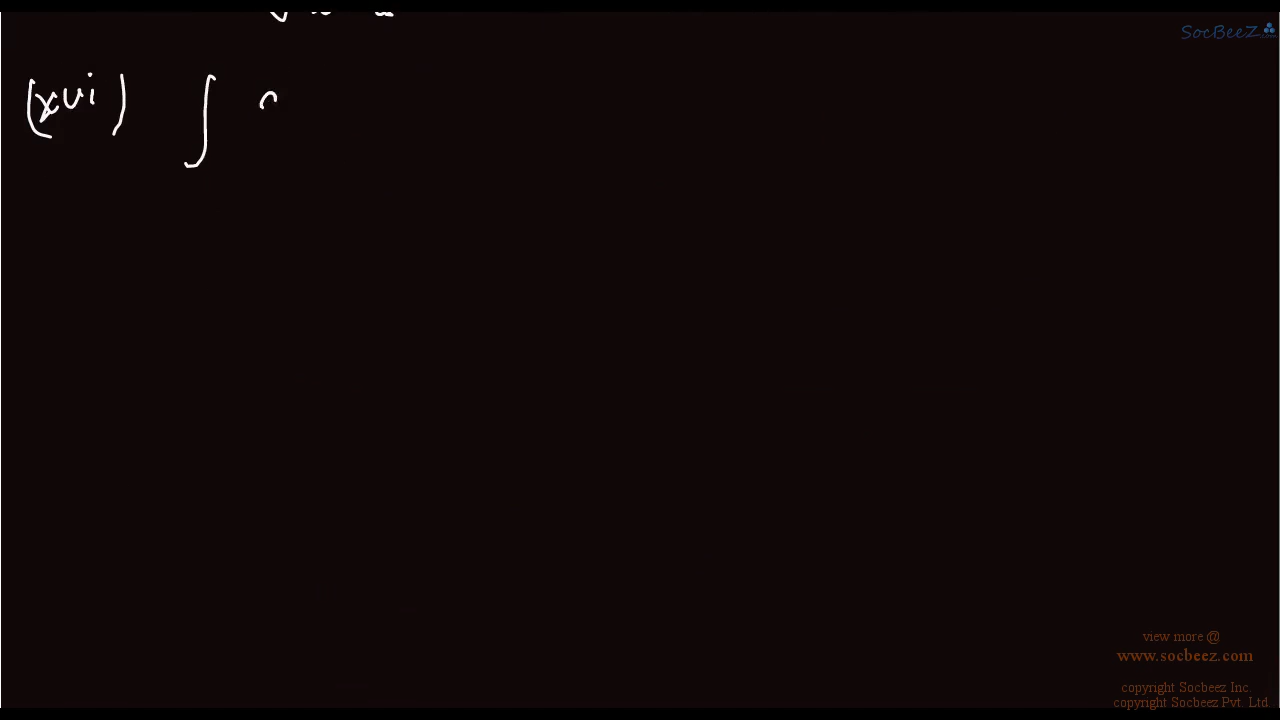 SocBeeZ
(xvi) ∫
view more @
www.socbeez.com
copyright Socbeez Inc.
copyright Socbeez Pvt. Ltd.